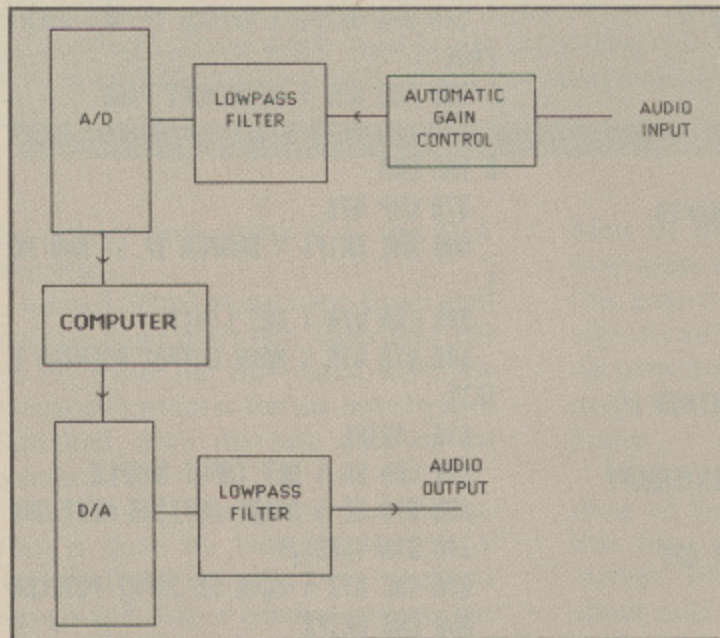 A/D
LOWPASS
FILTER
AUTOMATIC
GAIN
CONTROL
AUDIO
INPUT
COMPUTER
D/A
LOWPASS
FILTER
AUDIO
OUTPUT